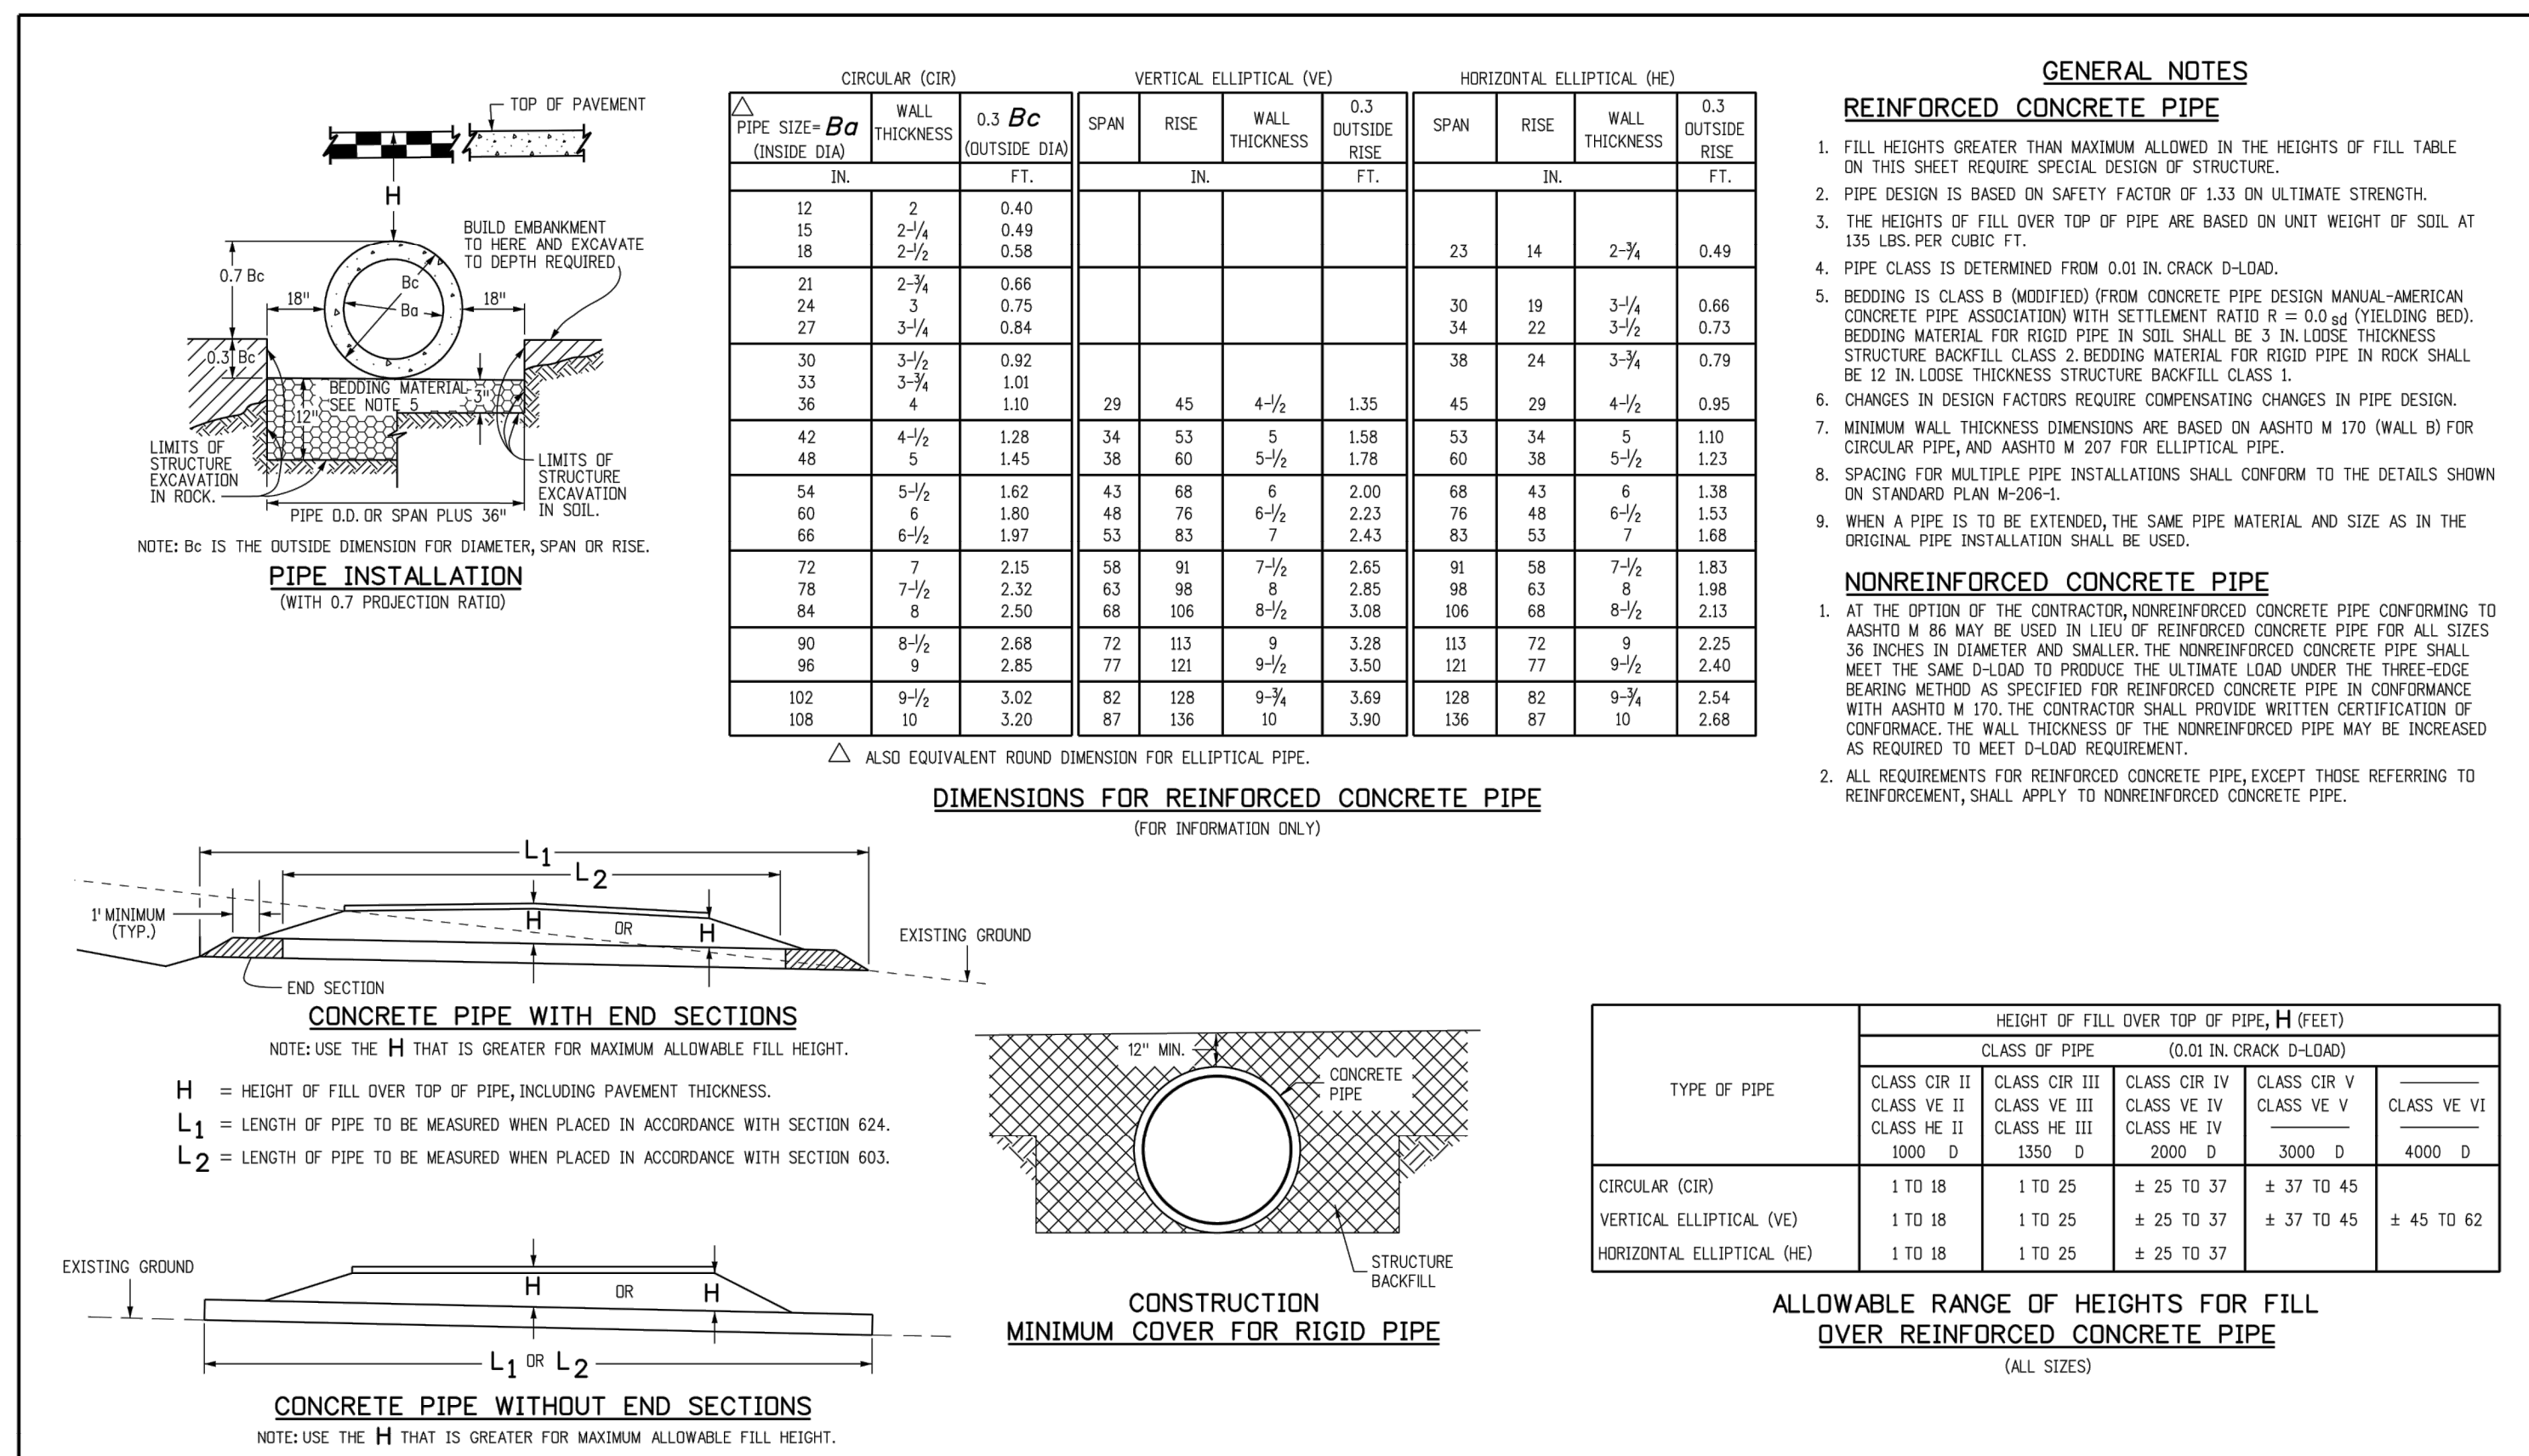 TOP OF PAVEMENT
H
BUILD EMBANKMENT
TO HERE AND EXCAVATE
TO DEPTH REQUIRED
0.7 Bc
Bc
18"
Ba
18"
0.3 Bc
BEDDING MATERIAL
SEE NOTE 5
3"
12"
LIMITS OF
STRUCTURE
EXCAVATION
IN ROCK.
LIMITS OF
STRUCTURE
EXCAVATION
IN SOIL.
PIPE O.D. OR SPAN PLUS 36"
NOTE: Bc IS THE OUTSIDE DIMENSION FOR DIAMETER, SPAN OR RISE.
PIPE INSTALLATION
(WITH 0.7 PROJECTION RATIO)
CIRCULAR (CIR) VERTICAL ELLIPTICAL (VE) HORIZONTAL ELLIPTICAL (HE)
PIPE SIZE= Ba (INSIDE DIA) WALL THICKNESS 0.3 Bc (OUTSIDE DIA) SPAN RISE WALL THICKNESS 0.3 OUTSIDE RISE SPAN RISE WALL THICKNESS 0.3 OUTSIDE RISE
IN. FT. IN. FT. IN. FT.
12 2 0.40
15 2-1/4 0.49
18 2-1/2 0.58 23 14 2-3/4 0.49
21 2-3/4 0.66
24 3 0.75 30 19 3-1/4 0.66
27 3-1/4 0.84 34 22 3-1/2 0.73
30 3-1/2 0.92 38 24 3-3/4 0.79
33 3-3/4 1.01
36 4 1.10 29 45 4-1/2 1.35 45 29 4-1/2 0.95
42 4-1/2 1.28 34 53 5 1.58 53 34 5 1.10
48 5 1.45 38 60 5-1/2 1.78 60 38 5-1/2 1.23
54 5-1/2 1.62 43 68 6 2.00 68 43 6 1.38
60 6 1.80 48 76 6-1/2 2.23 76 48 6-1/2 1.53
66 6-1/2 1.97 53 83 7 2.43 83 53 7 1.68
72 7 2.15 58 91 7-1/2 2.65 91 58 7-1/2 1.83
78 7-1/2 2.32 63 98 8 2.85 98 63 8 1.98
84 8 2.50 68 106 8-1/2 3.08 106 68 8-1/2 2.13
90 8-1/2 2.68 72 113 9 3.28 113 72 9 2.25
96 9 2.85 77 121 9-1/2 3.50 121 77 9-1/2 2.40
102 9-1/2 3.02 82 128 9-3/4 3.69 128 82 9-3/4 2.54
108 10 3.20 87 136 10 3.90 136 87 10 2.68
△ ALSO EQUIVALENT ROUND DIMENSION FOR ELLIPTICAL PIPE.
DIMENSIONS FOR REINFORCED CONCRETE PIPE
(FOR INFORMATION ONLY)
GENERAL NOTES
REINFORCED CONCRETE PIPE
1. FILL HEIGHTS GREATER THAN MAXIMUM ALLOWED IN THE HEIGHTS OF FILL TABLE
ON THIS SHEET REQUIRE SPECIAL DESIGN OF STRUCTURE.
2. PIPE DESIGN IS BASED ON SAFETY FACTOR OF 1.33 ON ULTIMATE STRENGTH.
3. THE HEIGHTS OF FILL OVER TOP OF PIPE ARE BASED ON UNIT WEIGHT OF SOIL AT
135 LBS. PER CUBIC FT.
4. PIPE CLASS IS DETERMINED FROM 0.01 IN. CRACK D-LOAD.
5. BEDDING IS CLASS B (MODIFIED) (FROM CONCRETE PIPE DESIGN MANUAL-AMERICAN
CONCRETE PIPE ASSOCIATION) WITH SETTLEMENT RATIO R = 0.0 sd (YIELDING BED).
BEDDING MATERIAL FOR RIGID PIPE IN SOIL SHALL BE 3 IN. LOOSE THICKNESS
STRUCTURE BACKFILL CLASS 2. BEDDING MATERIAL FOR RIGID PIPE IN ROCK SHALL
BE 12 IN. LOOSE THICKNESS STRUCTURE BACKFILL CLASS 1.
6. CHANGES IN DESIGN FACTORS REQUIRE COMPENSATING CHANGES IN PIPE DESIGN.
7. MINIMUM WALL THICKNESS DIMENSIONS ARE BASED ON AASHTO M 170 (WALL B) FOR
CIRCULAR PIPE, AND AASHTO M 207 FOR ELLIPTICAL PIPE.
8. SPACING FOR MULTIPLE PIPE INSTALLATIONS SHALL CONFORM TO THE DETAILS SHOWN
ON STANDARD PLAN M-206-1.
9. WHEN A PIPE IS TO BE EXTENDED, THE SAME PIPE MATERIAL AND SIZE AS IN THE
ORIGINAL PIPE INSTALLATION SHALL BE USED.
NONREINFORCED CONCRETE PIPE
1. AT THE OPTION OF THE CONTRACTOR, NONREINFORCED CONCRETE PIPE CONFORMING TO
AASHTO M 86 MAY BE USED IN LIEU OF REINFORCED CONCRETE PIPE FOR ALL SIZES
36 INCHES IN DIAMETER AND SMALLER. THE NONREINFORCED CONCRETE PIPE SHALL
MEET THE SAME D-LOAD TO PRODUCE THE ULTIMATE LOAD UNDER THE THREE-EDGE
BEARING METHOD AS SPECIFIED FOR REINFORCED CONCRETE PIPE IN CONFORMANCE
WITH AASHTO M 170. THE CONTRACTOR SHALL PROVIDE WRITTEN CERTIFICATION OF
CONFORMACE. THE WALL THICKNESS OF THE NONREINFORCED PIPE MAY BE INCREASED
AS REQUIRED TO MEET D-LOAD REQUIREMENT.
2. ALL REQUIREMENTS FOR REINFORCED CONCRETE PIPE, EXCEPT THOSE REFERRING TO
REINFORCEMENT, SHALL APPLY TO NONREINFORCED CONCRETE PIPE.
L1
L2
1' MINIMUM
(TYP.)
H OR H
EXISTING GROUND
END SECTION
CONCRETE PIPE WITH END SECTIONS
NOTE: USE THE H THAT IS GREATER FOR MAXIMUM ALLOWABLE FILL HEIGHT.
H = HEIGHT OF FILL OVER TOP OF PIPE, INCLUDING PAVEMENT THICKNESS.
L1 = LENGTH OF PIPE TO BE MEASURED WHEN PLACED IN ACCORDANCE WITH SECTION 624.
L2 = LENGTH OF PIPE TO BE MEASURED WHEN PLACED IN ACCORDANCE WITH SECTION 603.
EXISTING GROUND
H OR H
L1 OR L2
CONCRETE PIPE WITHOUT END SECTIONS
NOTE: USE THE H THAT IS GREATER FOR MAXIMUM ALLOWABLE FILL HEIGHT.
12" MIN.
CONCRETE
PIPE
STRUCTURE
BACKFILL
CONSTRUCTION
MINIMUM COVER FOR RIGID PIPE
TYPE OF PIPE
HEIGHT OF FILL OVER TOP OF PIPE, H (FEET)
CLASS OF PIPE (0.01 IN. CRACK D-LOAD)
CLASS CIR II CLASS CIR III CLASS CIR IV CLASS CIR V
CLASS VE II CLASS VE III CLASS VE IV CLASS VE V CLASS VE VI
CLASS HE II CLASS HE III CLASS HE IV
1000 D 1350 D 2000 D 3000 D 4000 D
CIRCULAR (CIR) 1 TO 18 1 TO 25 ± 25 TO 37 ± 37 TO 45
VERTICAL ELLIPTICAL (VE) 1 TO 18 1 TO 25 ± 25 TO 37 ± 37 TO 45 ± 45 TO 62
HORIZONTAL ELLIPTICAL (HE) 1 TO 18 1 TO 25 ± 25 TO 37
ALLOWABLE RANGE OF HEIGHTS FOR FILL
OVER REINFORCED CONCRETE PIPE
(ALL SIZES)